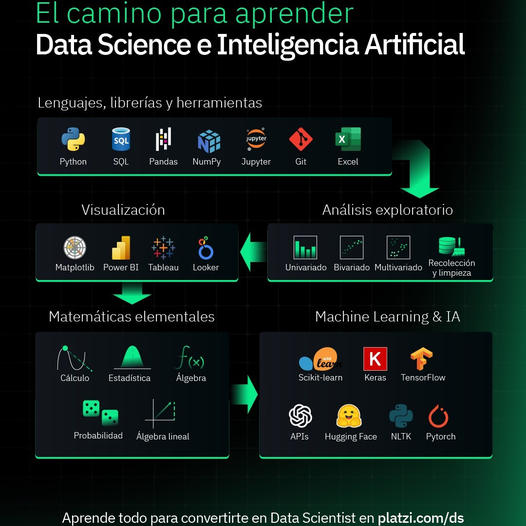 El camino para aprender
Data Science e Inteligencia Artificial
Lenguajes, librerías y herramientas
SQL
jupyter
K
X
Python SQL Pandas NumPy Jupyter Git Excel
Visualización
Análisis exploratorio
Matplotlib Power BI Tableau Looker
Univariado Bivariado Multivariado Recolección
y limpieza
Matemáticas elementales
Machine Learning & IA
f(x)
learn
Cálculo Estadística Álgebra
Scikit-learn Keras TensorFlow
Probabilidad Álgebra lineal
APIs Hugging Face NLTK Pytorch
Aprende todo para convertirte en Data Scientist en platzi.com/ds